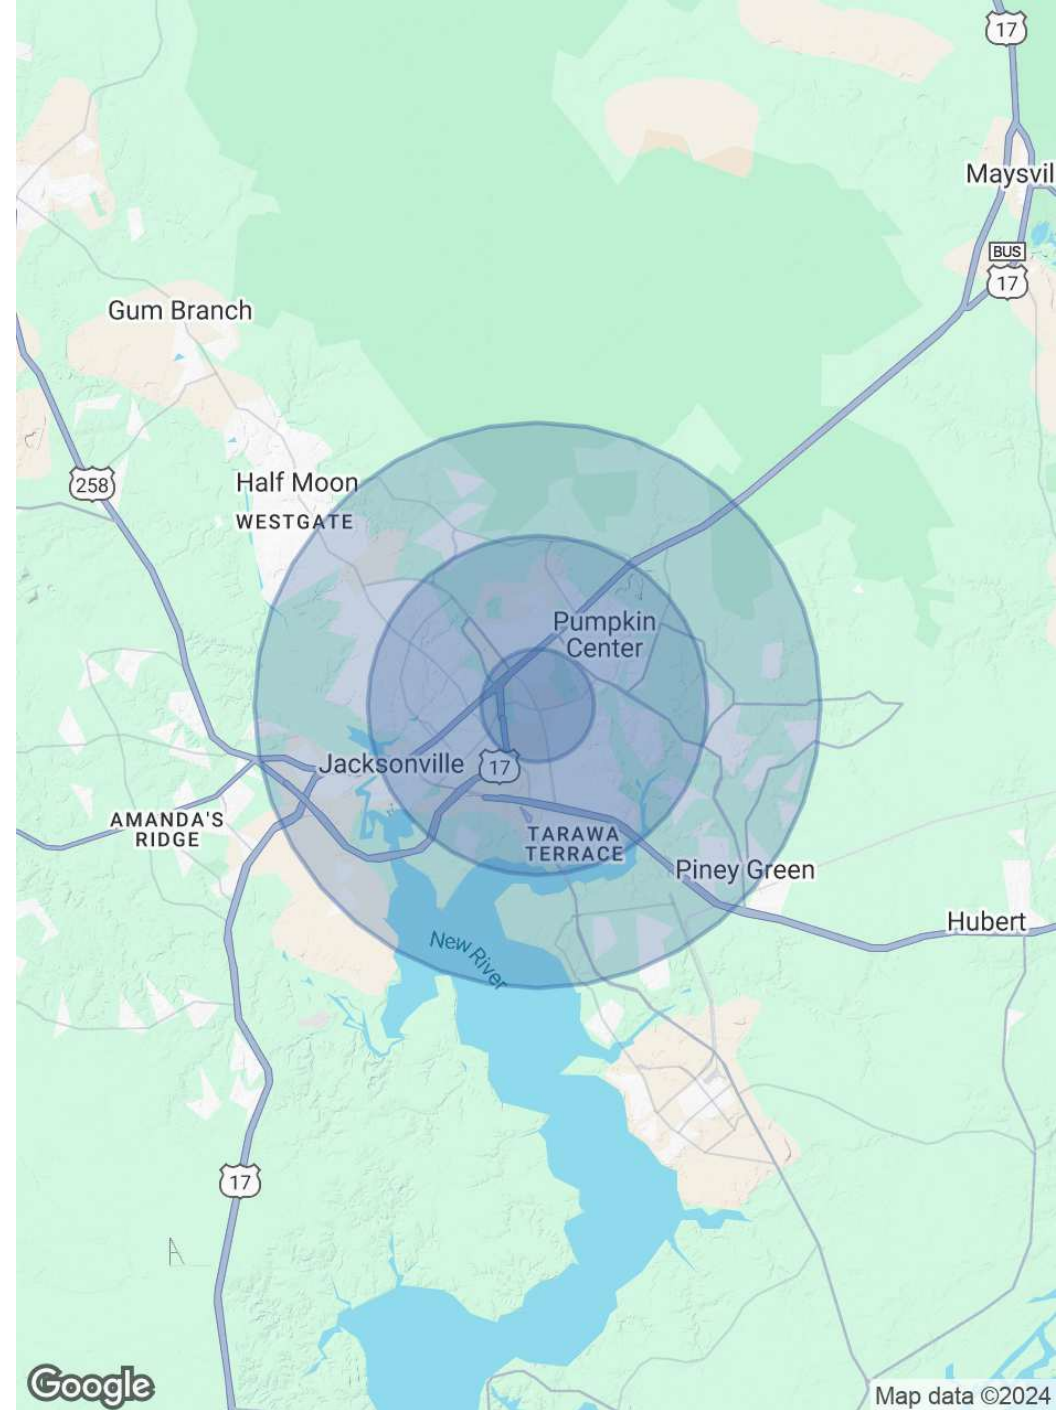 17
Maysvil
BUS
17
Gum Branch
Half Moon
258
WESTGATE
Pumpkin
Center
Jacksonville
17
AMANDA'S
RIDGE
TARAWA
TERRACE
Piney Green
Hubert
New River
17
Google
Map data ©2024